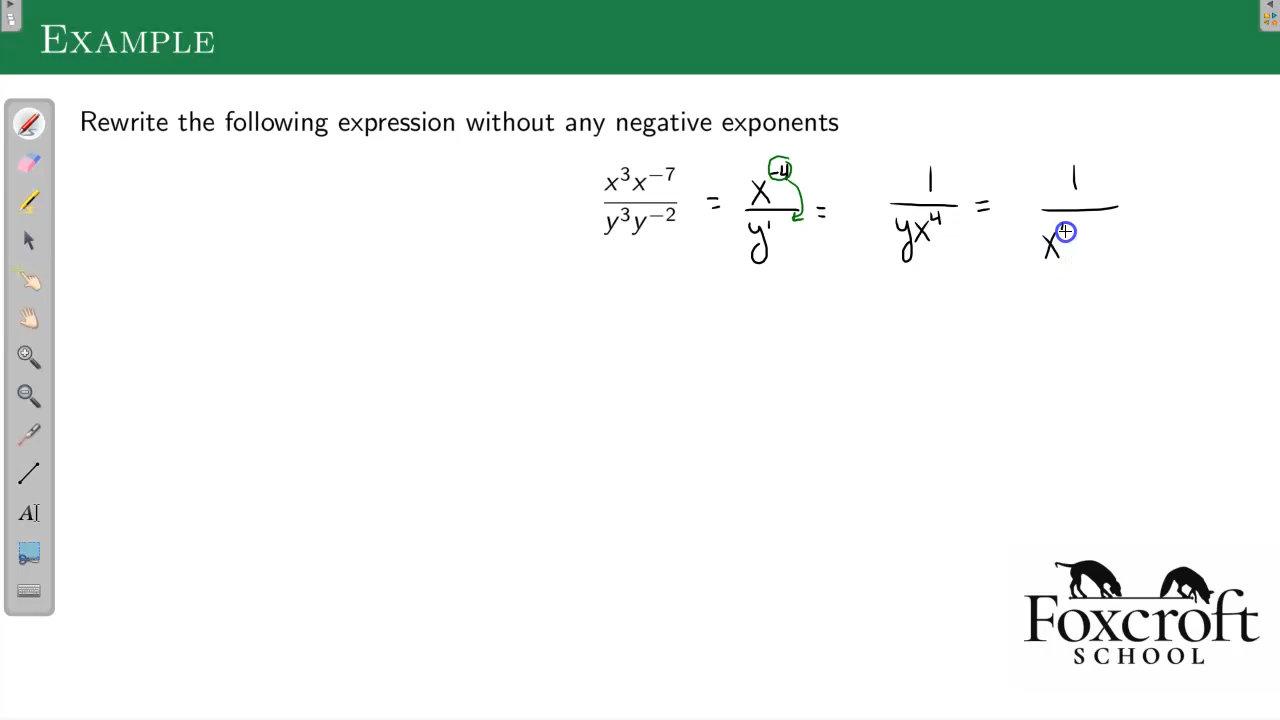 EXAMPLE
Rewrite the following expression without any negative exponents
x³x⁻⁷/y³y⁻² = x⁻⁴/y¹ = 1/yx⁴ = 1/x⁴
A
Foxcroft
SCHOOL